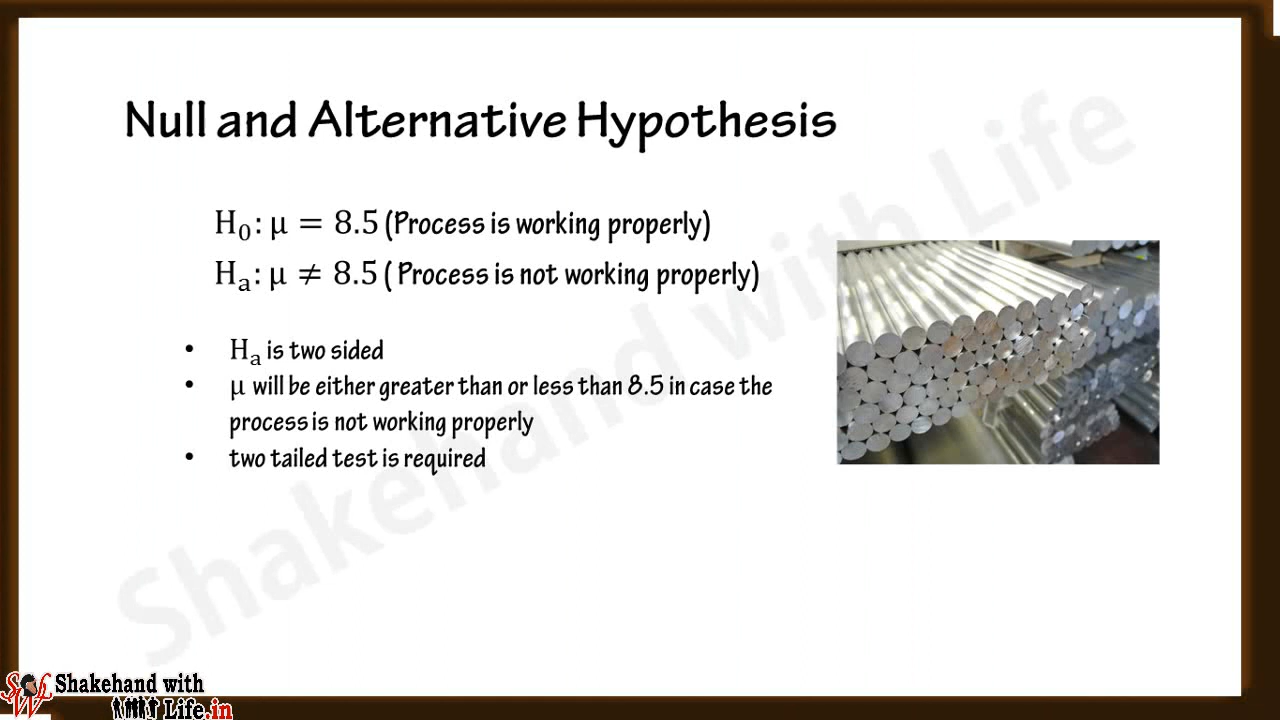 Null and Alternative Hypothesis
H₀: μ = 8.5 (Process is working properly)
Hₐ: μ ≠ 8.5 ( Process is not working properly)
• Hₐ is two sided
• μ will be either greater than or less than 8.5 in case the
process is not working properly
• two tailed test is required
Shakehand with Life
SWL
Shakehand with
Life.in